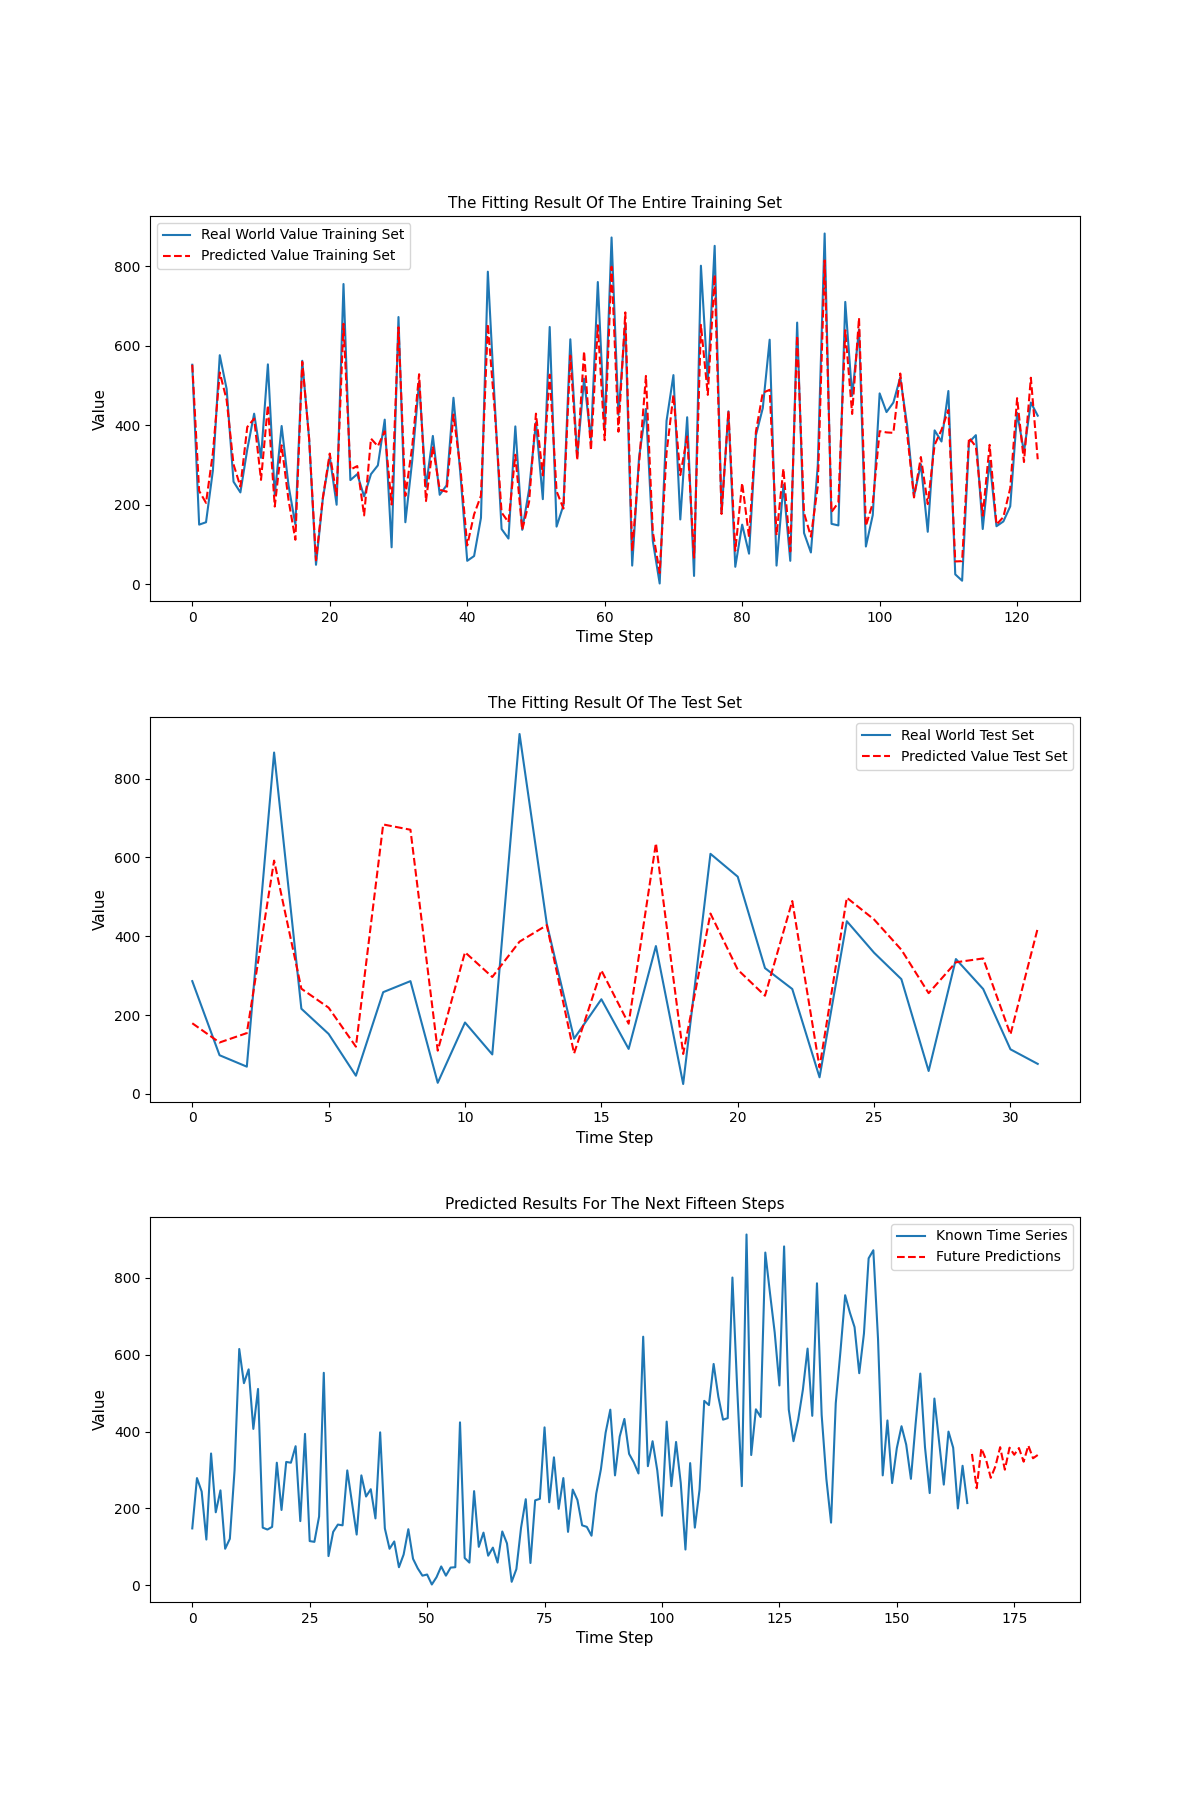 The Fitting Result Of The Entire Training Set
Real World Value Training Set
Predicted Value Training Set
Value
800
600
400
200
0
0 20 40 60 80 100 120
Time Step
The Fitting Result Of The Test Set
Real World Test Set
Predicted Value Test Set
Value
800
600
400
200
0
0 5 10 15 20 25 30
Time Step
Predicted Results For The Next Fifteen Steps
Known Time Series
Future Predictions
Value
800
600
400
200
0
0 25 50 75 100 125 150 175
Time Step